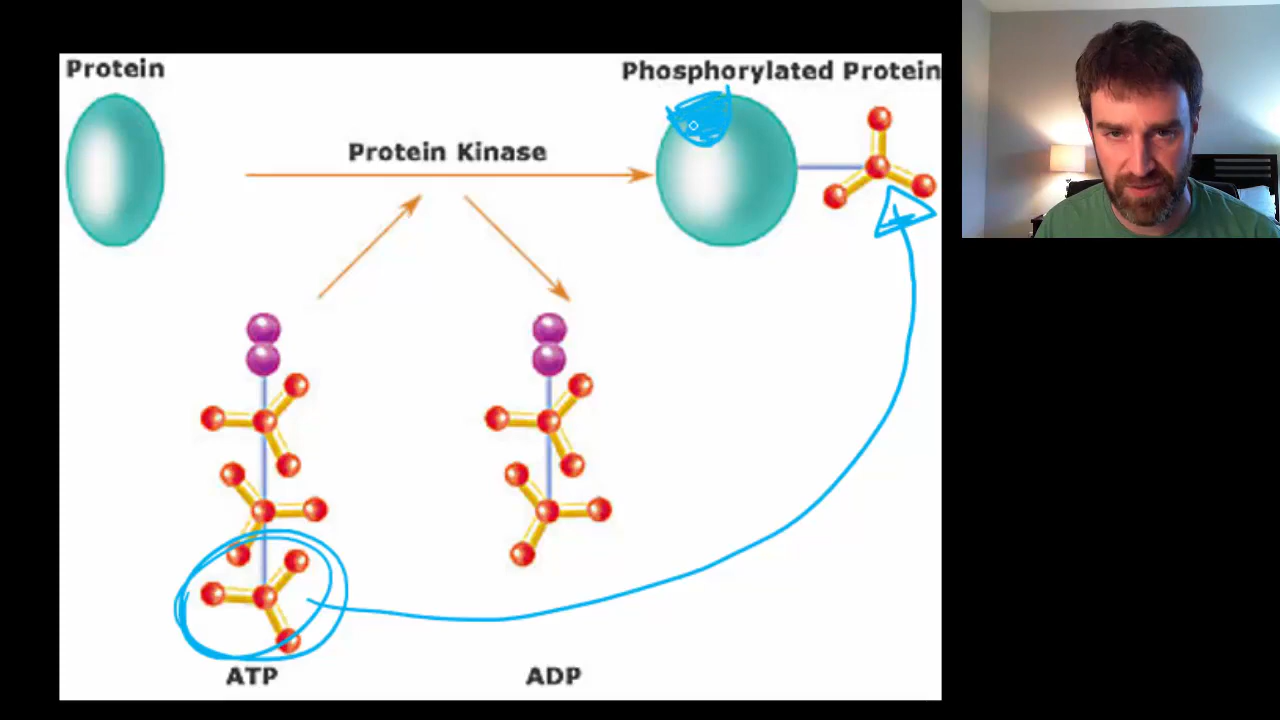 Protein
Phosphorylated Protein
Protein Kinase
ATP
ADP